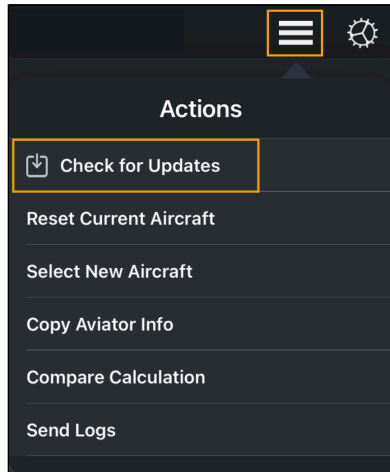 Actions
Check for Updates
Reset Current Aircraft
Select New Aircraft
Copy Aviator Info
Compare Calculation
Send Logs